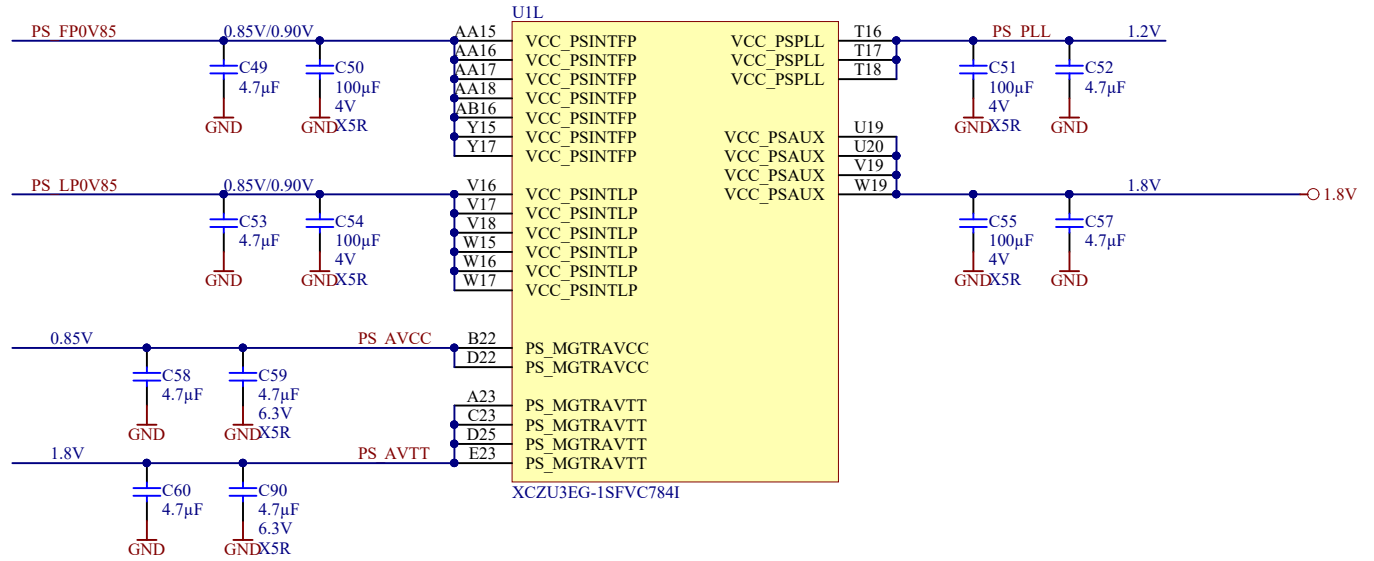 U1L
PS_FP0V85
0.85V/0.90V
C49
4.7µF
GND
C50
100µF
4V
X5R
GND
AA15
AA16
AA17
AA18
AB16
Y15
Y17
VCC_PSINTFP
VCC_PSINTFP
VCC_PSINTFP
VCC_PSINTFP
VCC_PSINTFP
VCC_PSINTFP
VCC_PSINTFP
VCC_PSPLL
VCC_PSPLL
VCC_PSPLL
T16
T17
T18
PS_PLL
1.2V
C51
100µF
4V
X5R
GND
C52
4.7µF
GND
PS_LP0V85
0.85V/0.90V
C53
4.7µF
GND
C54
100µF
4V
X5R
GND
V16
V17
V18
W15
W16
W17
VCC_PSINTLP
VCC_PSINTLP
VCC_PSINTLP
VCC_PSINTLP
VCC_PSINTLP
VCC_PSINTLP
VCC_PSAUX
VCC_PSAUX
VCC_PSAUX
VCC_PSAUX
U19
U20
V19
W19
1.8V
1.8V
C55
100µF
4V
X5R
GND
C57
4.7µF
GND
0.85V
PS_AVCC
B22
D22
PS_MGTRAVCC
PS_MGTRAVCC
C58
4.7µF
GND
C59
4.7µF
6.3V
X5R
GND
A23
C23
D25
E23
PS_MGTRAVTT
PS_MGTRAVTT
PS_MGTRAVTT
PS_MGTRAVTT
1.8V
PS_AVTT
C60
4.7µF
GND
C90
4.7µF
6.3V
X5R
GND
XCZU3EG-1SFVC784I